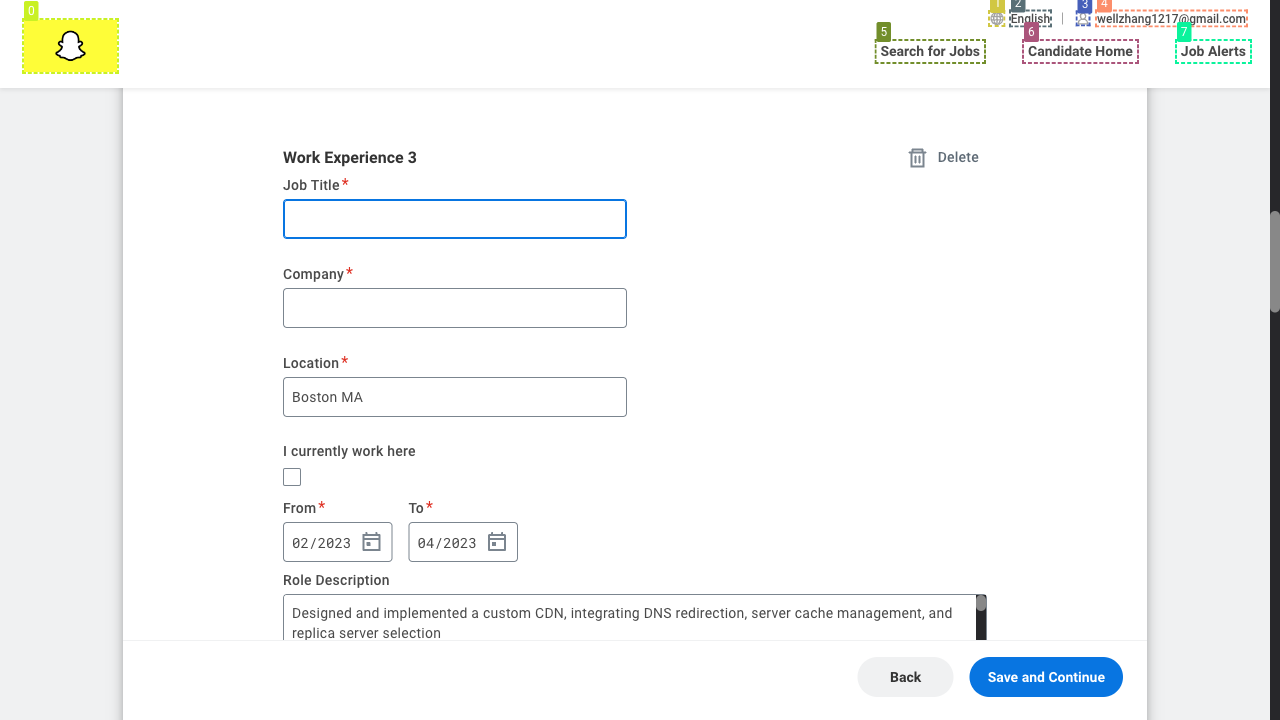 0
1
2
3
4
English
wellzhang1217@gmail.com
5
6
7
Search for Jobs
Candidate Home
Job Alerts
Work Experience 3
Delete
Job Title*
Company*
Location*
Boston MA
I currently work here
From*
To*
02/2023
04/2023
Role Description
Designed and implemented a custom CDN, integrating DNS redirection, server cache management, and
replica server selection
Back
Save and Continue